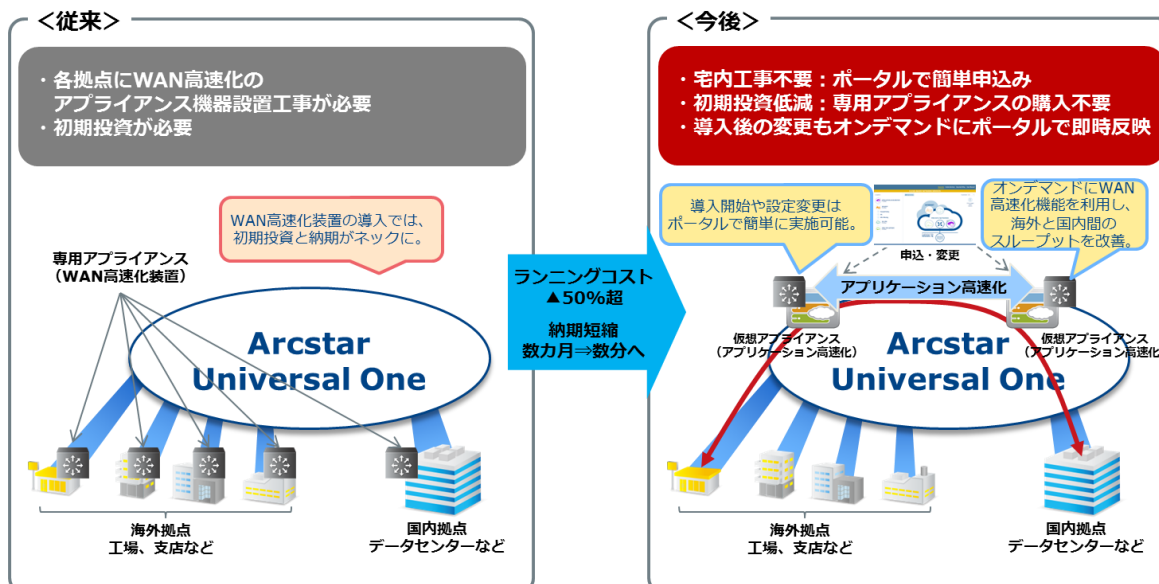 ＜従来＞
・各拠点にWAN高速化の
アプライアンス機器設置工事が必要
・初期投資が必要
WAN高速化装置の導入では、
初期投資と納期がネックに。
専用アプライアンス
（WAN高速化装置）
Arcstar
Universal One
海外拠点
工場、支店など
国内拠点
データセンターなど
ランニングコスト
▲50%超
納期短縮
数カ月⇒数分へ
＜今後＞
・宅内工事不要：ポータルで簡単申込み
・初期投資低減：専用アプライアンスの購入不要
・導入後の変更もオンデマンドにポータルで即時反映
導入開始や設定変更は
ポータルで簡単に実施可能。
オンデマンドにWAN
高速化機能を利用し、
海外と国内間の
スループットを改善。
申込・変更
アプリケーション高速化
仮想アプライアンス
（アプリケーション高速化）
仮想アプライアンス
（アプリケーション高速化）
Arcstar
Universal One
海外拠点
工場、支店など
国内拠点
データセンターなど